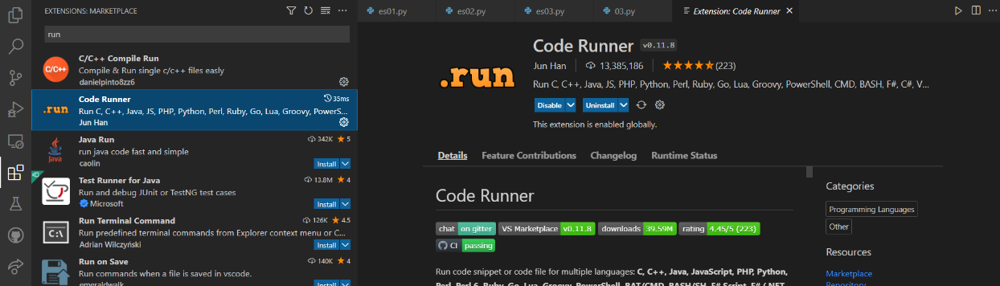 EXTENSIONS: MARKETPLACE
run
C/C++
C/C++ Compile Run
Compile & Run single c/c++ files easly
danielpinto8zz6
.run
Code Runner
35ms
Run C, C++, Java, JS, PHP, Python, Perl, Ruby, Go, Lua, Groovy, PowerS...
Jun Han
Java
Java Run
342K 5
run java code fast and simple
caolin
Install
Test Runner for Java
13.8M 4
Run and debug JUnit or TestNG test cases
Microsoft
Install
C:\
Run Terminal Command
126K 4.5
Run predefined terminal commands from Explorer context menu or C...
Adrian Wilczyński
Install
Run on Save
140K 4
Run commands when a file is saved in vscode.
emeraldwalk
Install
es01.py
es02.py
es03.py
03.py
Extension: Code Runner
.run
Code Runner v0.11.8
Jun Han 13,385,186 (223)
Run C, C++, Java, JS, PHP, Python, Perl, Ruby, Go, Lua, Groovy, PowerShell, CMD, BASH, F#, C#, V...
Disable Uninstall
This extension is enabled globally.
Details Feature Contributions Changelog Runtime Status
Code Runner
chat on gitter VS Marketplace v0.11.8 downloads 39.59M rating 4.45/5 (223)
CI passing
Run code snippet or code file for multiple languages: C, C++, Java, JavaScript, PHP, Python,
Perl, Perl 6, Ruby, Go, Lua, Groovy, PowerShell, BAT/CMD, BASH/SH, F# Script, F# (.NET
Categories
Programming Languages
Other
Resources
Marketplace
Repository